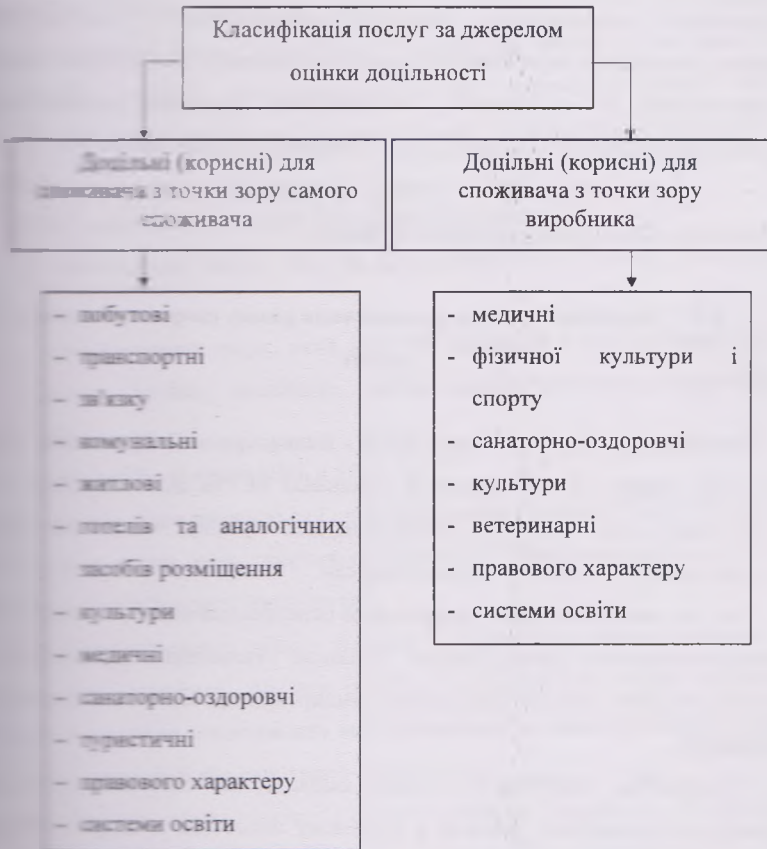 Класифікація послуг за джерелом
оцінки доцільності
Доцільні (корисні) для
споживача з точки зору самого
споживача
Доцільні (корисні) для
споживача з точки зору
виробника
– побутові
– транспортні
– зв'язку
– комунальні
– житлові
– готелів та аналогічних
засобів розміщення
– культури
– медичні
– санаторно-оздоровчі
– туристичні
– правового характеру
– системи освіти
- медичні
- фізичної культури і
спорту
- санаторно-оздоровчі
- культури
- ветеринарні
- правового характеру
- системи освіти